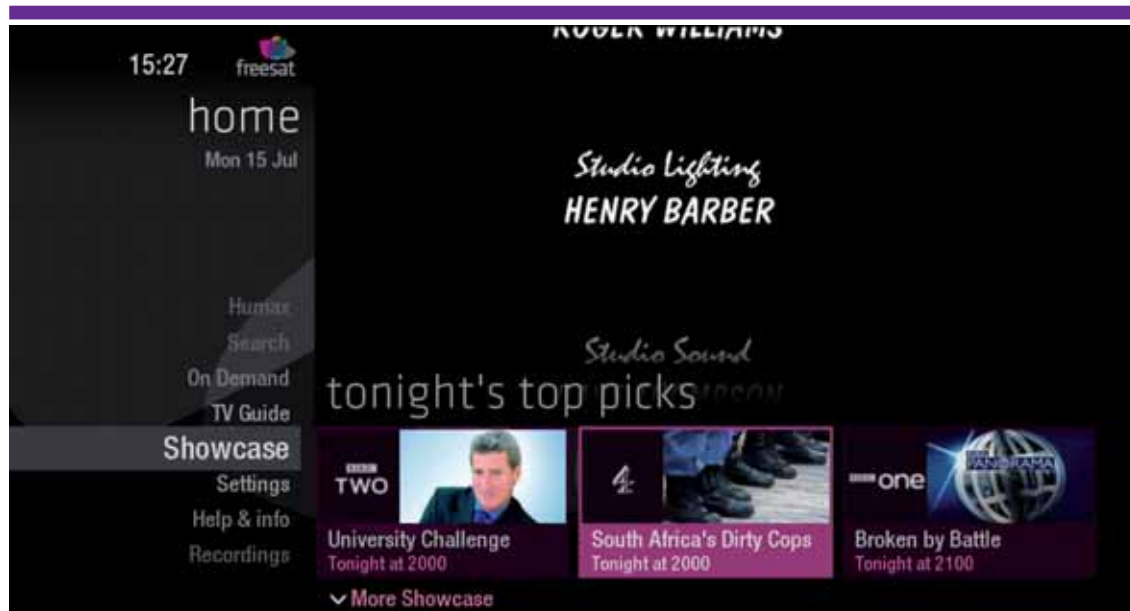 15:27
freesat
home
Mon 15 Jul
Humax
Search
On Demand
TV Guide
Showcase
Settings
Help & info
Recordings
ROGER WILLIAMS
Studio Lighting
HENRY BARBER
Studio Sound
tonight's top picks
BBC
TWO
University Challenge
Tonight at 2000
4
South Africa's Dirty Cops
Tonight at 2000
BBC one
PANORAMA
Broken by Battle
Tonight at 2100
More Showcase